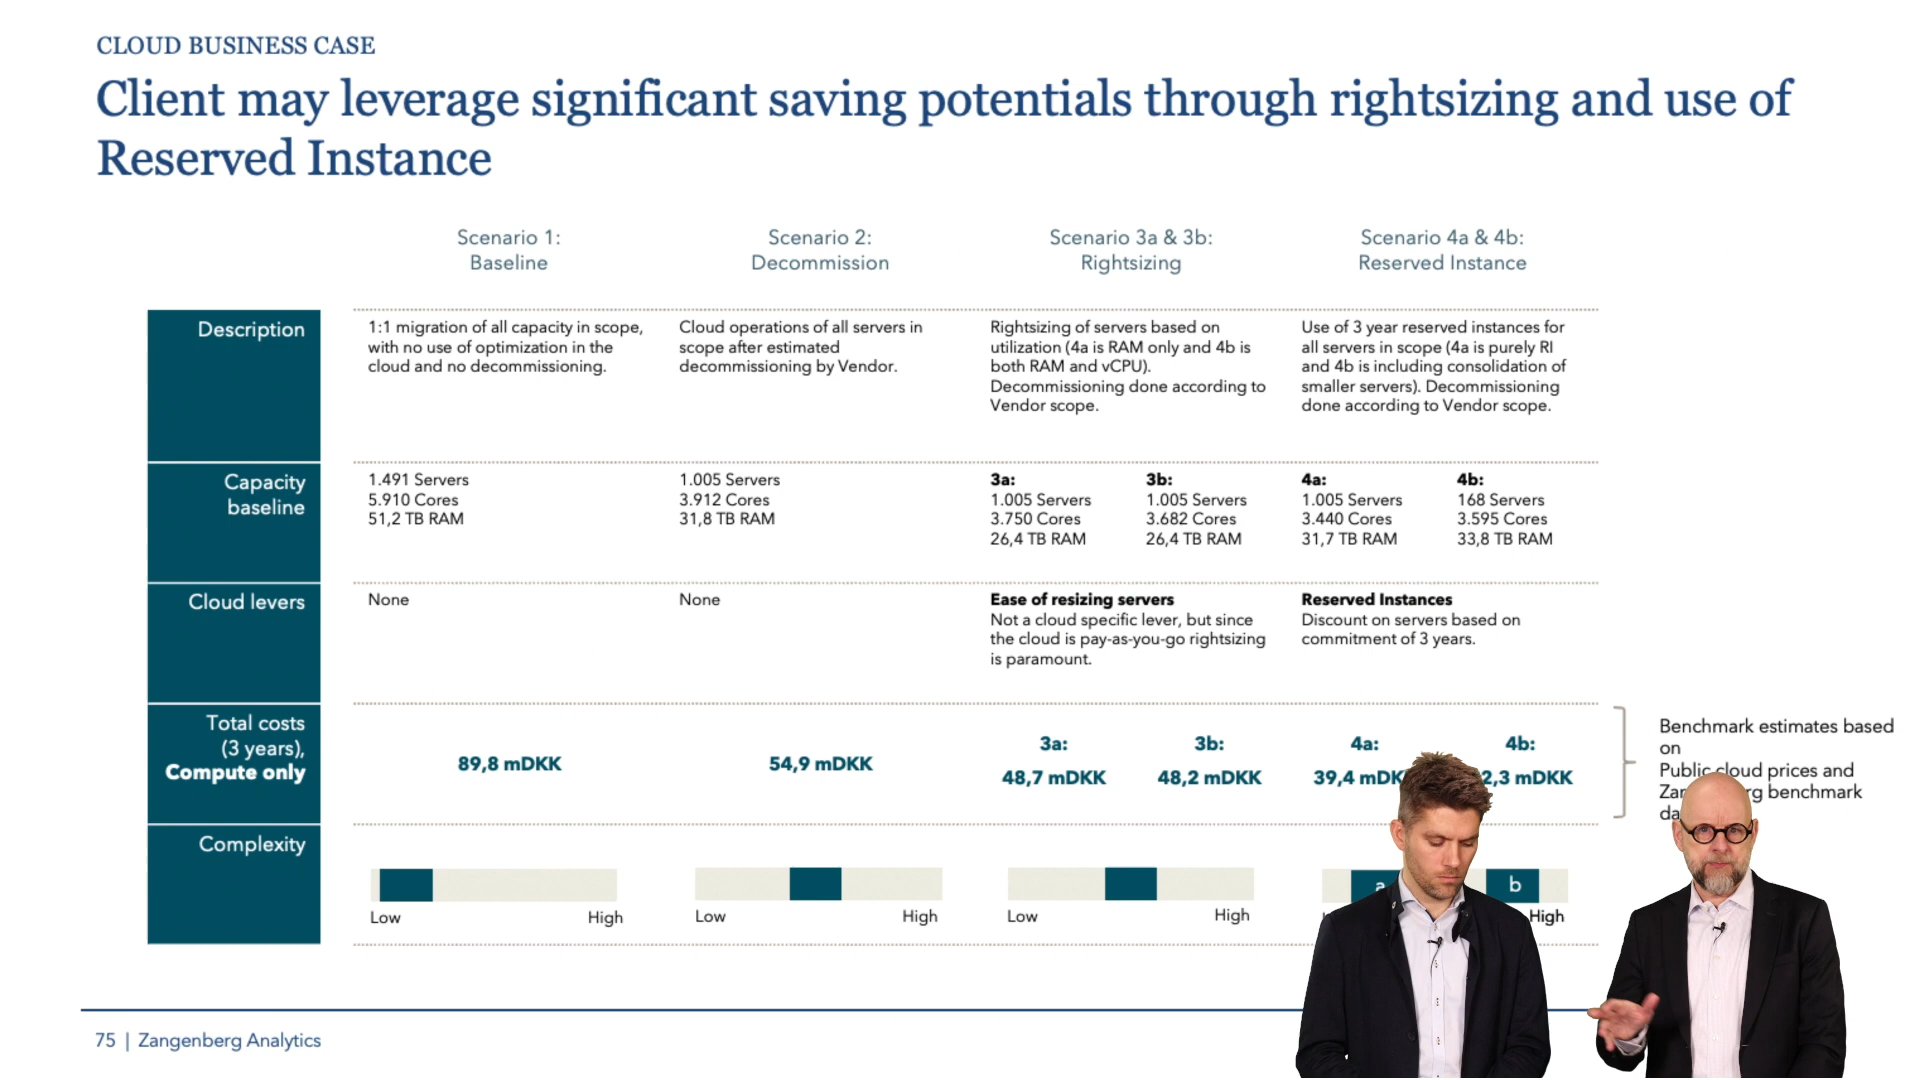 CLOUD BUSINESS CASE
Client may leverage significant saving potentials through rightsizing and use of
Reserved Instance
Scenario 1:
Baseline
Scenario 2:
Decommission
Scenario 3a & 3b:
Rightsizing
Scenario 4a & 4b:
Reserved Instance
Description
1:1 migration of all capacity in scope,
with no use of optimization in the
cloud and no decommissioning.
Cloud operations of all servers in
scope after estimated
decommissioning by Vendor.
Rightsizing of servers based on
utilization (4a is RAM only and 4b is
both RAM and vCPU).
Decommissioning done according to
Vendor scope.
Use of 3 year reserved instances for
all servers in scope (4a is purely RI
and 4b is including consolidation of
smaller servers). Decommissioning
done according to Vendor scope.
Capacity
baseline
1.491 Servers
5.910 Cores
51,2 TB RAM
1.005 Servers
3.912 Cores
31,8 TB RAM
3a:
1.005 Servers
3.750 Cores
26,4 TB RAM
3b:
1.005 Servers
3.682 Cores
26,4 TB RAM
4a:
1.005 Servers
3.440 Cores
31,7 TB RAM
4b:
168 Servers
3.595 Cores
33,8 TB RAM
Cloud levers
None
None
Ease of resizing servers
Not a cloud specific lever, but since
the cloud is pay-as-you-go rightsizing
is paramount.
Reserved Instances
Discount on servers based on
commitment of 3 years.
Total costs
(3 years),
Compute only
89,8 mDKK
54,9 mDKK
3a:
48,7 mDKK
3b:
48,2 mDKK
4a:
39,4
4b:
mDKK
Benchmark estimates based
on
Public cloud prices and
benchmark
Complexity
Low
High
Low
High
Low
High
a
b
High
75 | Zangenberg Analytics